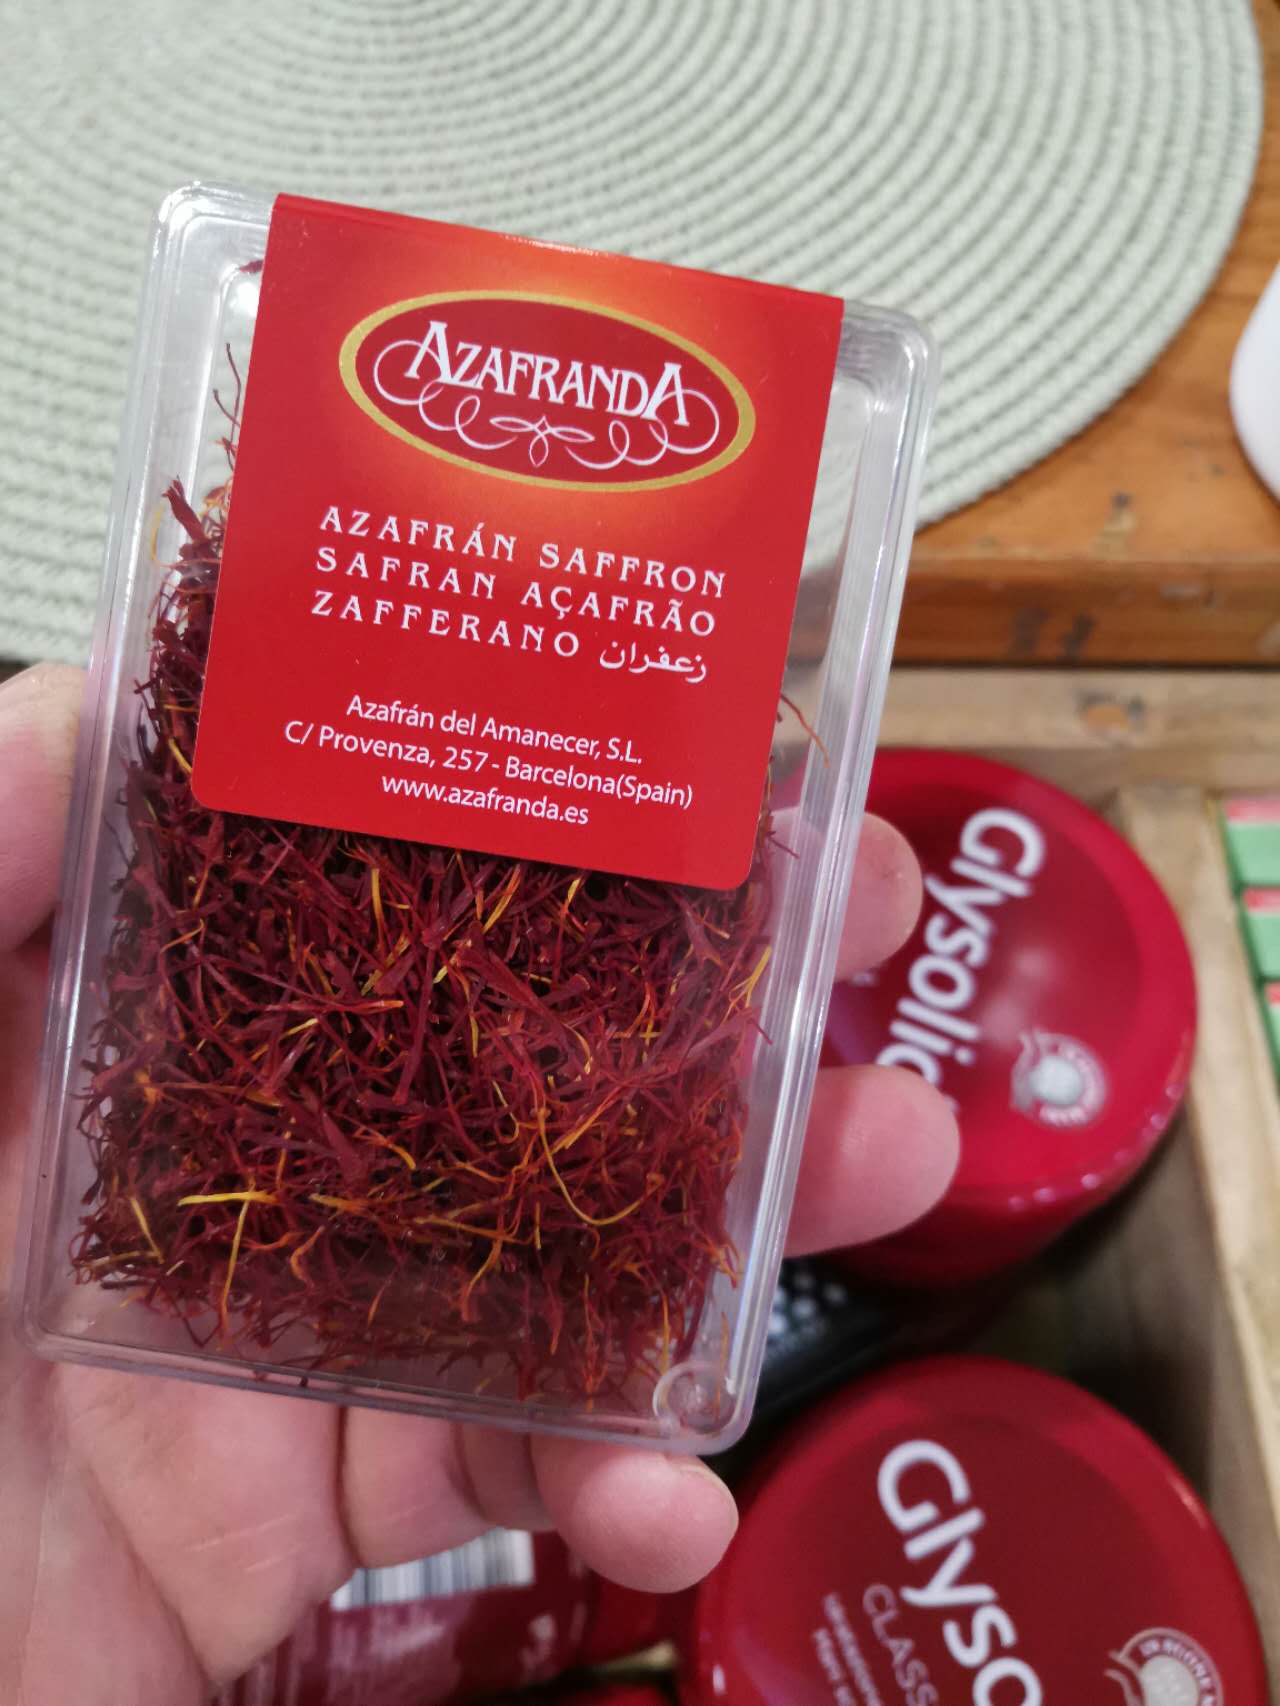 AZAFRANDA
AZAFRÁN SAFFRON
SAFRAN AÇAFRÃO
ZAFFERANO زعفران
Azafrán del Amanecer, S.L.
C/ Provenza, 257 - Barcelona(Spain)
www.azafranda.es
Glysolid
Glyso
CLASS